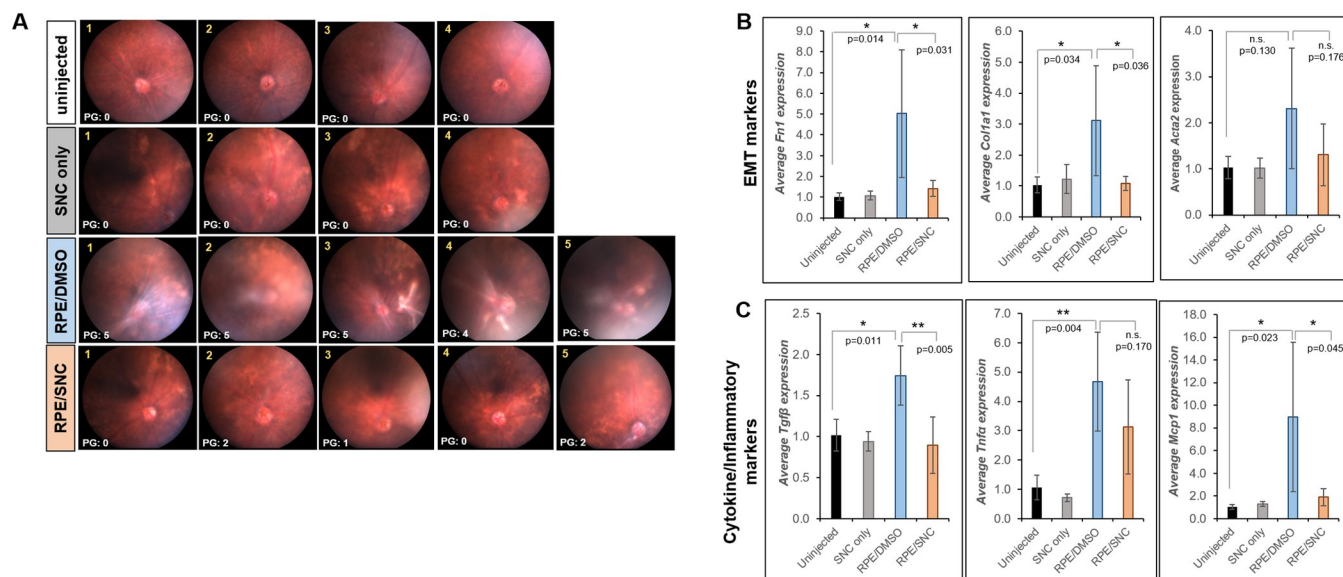 A
uninjected
1
2
3
4
PG: 0
PG: 0
PG: 0
PG: 0
SNC only
1
2
3
4
PG: 0
PG: 0
PG: 0
PG: 0
RPE/DMSO
1
2
3
4
5
PG: 5
PG: 5
PG: 5
PG: 4
PG: 5
RPE/SNC
1
2
3
4
5
PG: 0
PG: 2
PG: 1
PG: 0
PG: 2
B
EMT markers
Average Fn1 expression
9.0
8.0
7.0
6.0
5.0
4.0
3.0
2.0
1.0
0.0
*
p=0.014
*
p=0.031
Uninjected
SNC only
RPE/DMSO
RPE/SNC
Average Col1a1 expression
6.0
5.0
4.0
3.0
2.0
1.0
0.0
*
p=0.034
*
p=0.036
Uninjected
SNC only
RPE/DMSO
RPE/SNC
Average Acta2 expression
4.0
3.0
2.0
1.0
0.0
n.s.
p=0.130
n.s.
p=0.176
Uninjected
SNC only
RPE/DMSO
RPE/SNC
C
Cytokine/Inflammatory
markers
Average Tgfβ expression
2.5
2.0
1.5
1.0
0.5
0.0
*
p=0.011
**
p=0.005
Uninjected
SNC only
RPE/DMSO
RPE/SNC
Average Tnfα expression
7.0
6.0
5.0
4.0
3.0
2.0
1.0
0.0
**
p=0.004
n.s.
p=0.170
Uninjected
SNC only
RPE/DMSO
RPE/SNC
Average Mcp1 expression
18.0
16.0
14.0
12.0
10.0
8.0
6.0
4.0
2.0
0.0
*
p=0.023
*
p=0.045
Uninjected
SNC only
RPE/DMSO
RPE/SNC